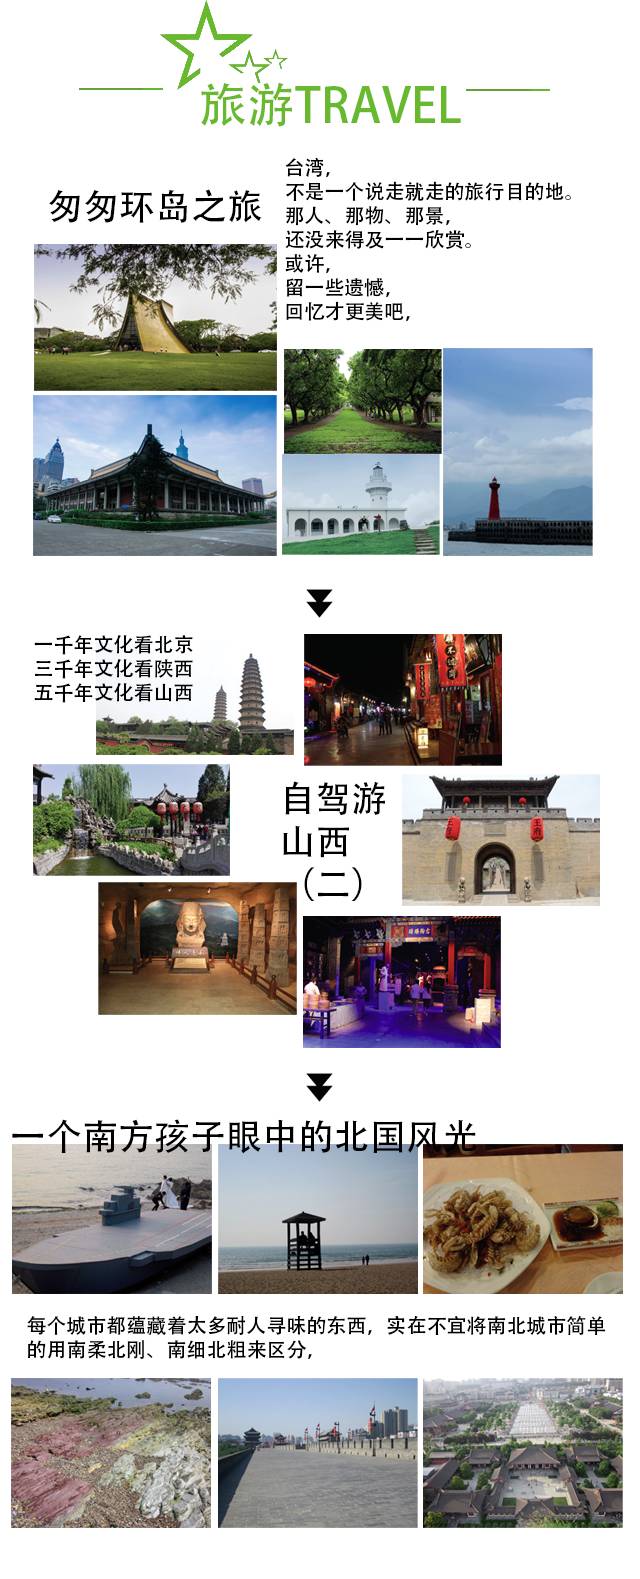 旅游TRAVEL
匆匆环岛之旅
台湾，
不是一个说走就走的旅行目的地。
那人、那物、那景，
还没来得及一一欣赏。
或许，
留一些遗憾，
回忆才更美吧，
一千年文化看北京
三千年文化看陕西
五千年文化看山西
自驾游
山西
（二）
王府
王府
一个南方孩子眼中的北国风光
每个城市都蕴藏着太多耐人寻味的东西，实在不宜将南北城市简单
的用南柔北刚、南细北粗来区分，